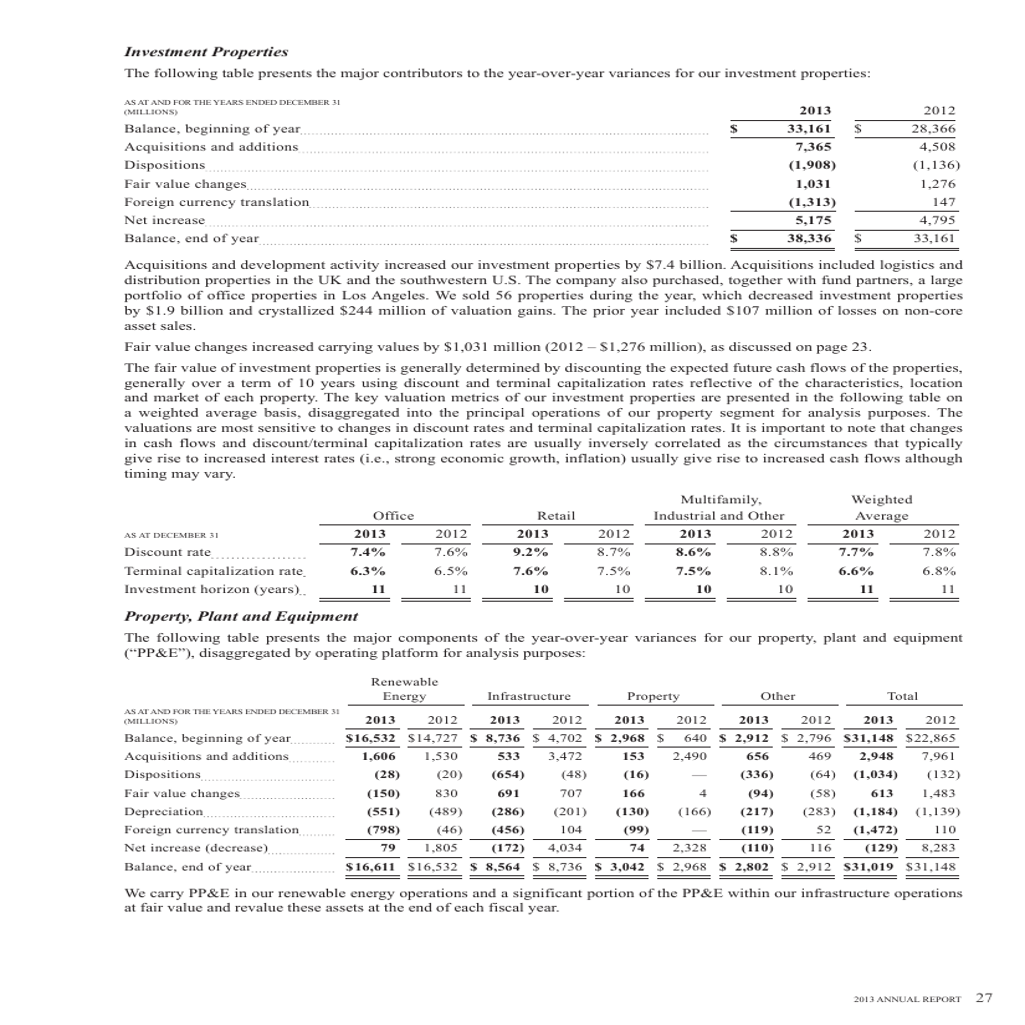 Investment Properties
The following table presents the major contributors to the year-over-year variances for our investment properties:
AS AT AND FOR THE YEARS ENDED DECEMBER 31
(MILLIONS) 2013 2012
Balance, beginning of year $ 33,161 $ 28,366
Acquisitions and additions 7,365 4,508
Dispositions (1,908) (1,136)
Fair value changes 1,031 1,276
Foreign currency translation (1,313) 147
Net increase 5,175 4,795
Balance, end of year $ 38,336 $ 33,161
Acquisitions and development activity increased our investment properties by $7.4 billion. Acquisitions included logistics and
distribution properties in the UK and the southwestern U.S. The company also purchased, together with fund partners, a large
portfolio of office properties in Los Angeles. We sold 56 properties during the year, which decreased investment properties
by $1.9 billion and crystallized $244 million of valuation gains. The prior year included $107 million of losses on non-core
asset sales.
Fair value changes increased carrying values by $1,031 million (2012 – $1,276 million), as discussed on page 23.
The fair value of investment properties is generally determined by discounting the expected future cash flows of the properties,
generally over a term of 10 years using discount and terminal capitalization rates reflective of the characteristics, location
and market of each property. The key valuation metrics of our investment properties are presented in the following table on
a weighted average basis, disaggregated into the principal operations of our property segment for analysis purposes. The
valuations are most sensitive to changes in discount rates and terminal capitalization rates. It is important to note that changes
in cash flows and discount/terminal capitalization rates are usually inversely correlated as the circumstances that typically
give rise to increased interest rates (i.e., strong economic growth, inflation) usually give rise to increased cash flows although
timing may vary.
Multifamily, Weighted
Office Retail Industrial and Other Average
AS AT DECEMBER 31 2013 2012 2013 2012 2013 2012 2013 2012
Discount rate 7.4% 7.6% 9.2% 8.7% 8.6% 8.8% 7.7% 7.8%
Terminal capitalization rate 6.3% 6.5% 7.6% 7.5% 7.5% 8.1% 6.6% 6.8%
Investment horizon (years) 11 11 10 10 10 10 11 11
Property, Plant and Equipment
The following table presents the major components of the year-over-year variances for our property, plant and equipment
(“PP&E”), disaggregated by operating platform for analysis purposes:
Renewable
Energy Infrastructure Property Other Total
AS AT AND FOR THE YEARS ENDED DECEMBER 31
(MILLIONS) 2013 2012 2013 2012 2013 2012 2013 2012 2013 2012
Balance, beginning of year $16,532 $14,727 $ 8,736 $ 4,702 $ 2,968 $ 640 $ 2,912 $ 2,796 $31,148 $22,865
Acquisitions and additions 1,606 1,530 533 3,472 153 2,490 656 469 2,948 7,961
Dispositions (28) (20) (654) (48) (16) — (336) (64) (1,034) (132)
Fair value changes (150) 830 691 707 166 4 (94) (58) 613 1,483
Depreciation (551) (489) (286) (201) (130) (166) (217) (283) (1,184) (1,139)
Foreign currency translation (798) (46) (456) 104 (99) — (119) 52 (1,472) 110
Net increase (decrease) 79 1,805 (172) 4,034 74 2,328 (110) 116 (129) 8,283
Balance, end of year $16,611 $16,532 $ 8,564 $ 8,736 $ 3,042 $ 2,968 $ 2,802 $ 2,912 $31,019 $31,148
We carry PP&E in our renewable energy operations and a significant portion of the PP&E within our infrastructure operations
at fair value and revalue these assets at the end of each fiscal year.
2013 ANNUAL REPORT 27